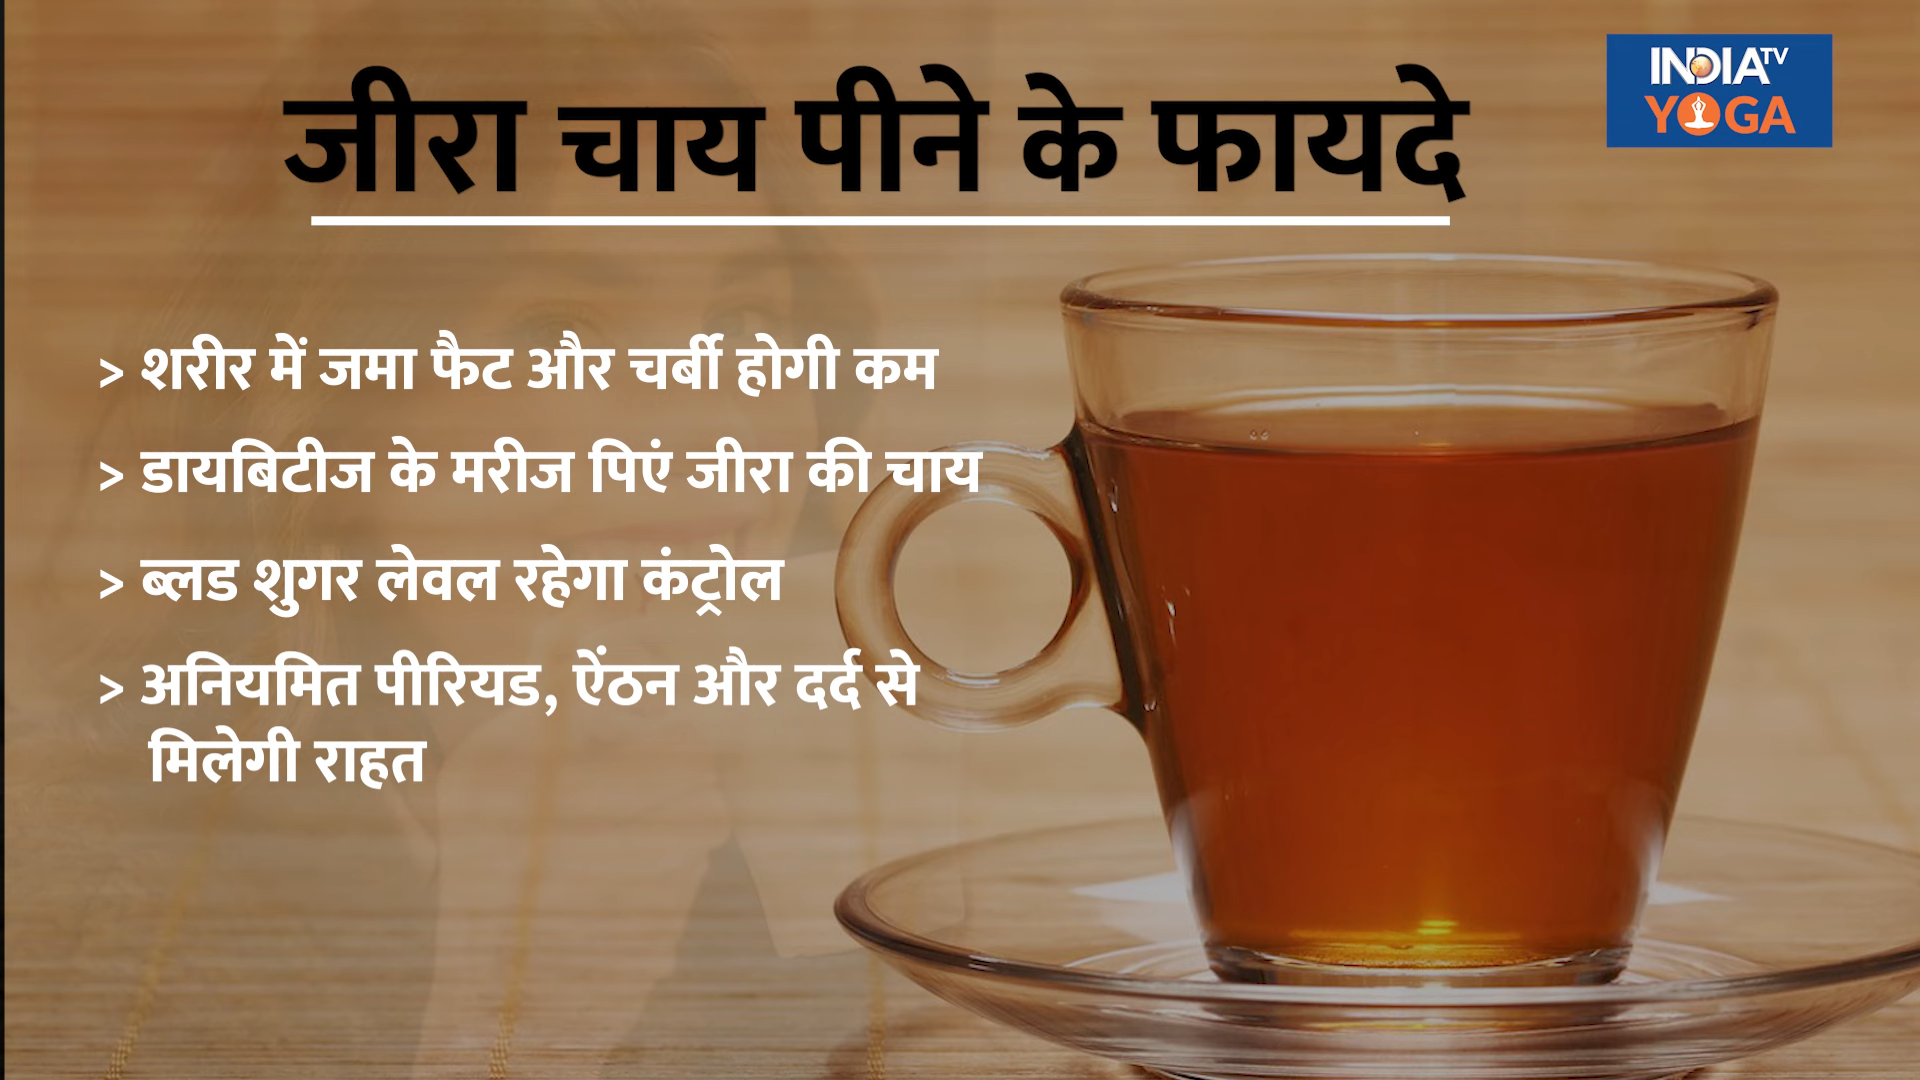 जीरा चाय पीने के फायदे
INDIA TV
YOGA
> शरीर में जमा फैट और चर्बी होगी कम
> डायबिटीज के मरीज पिएं जीरा की चाय
> ब्लड शुगर लेवल रहेगा कंट्रोल
> अनियमित पीरियड, ऐंठन और दर्द से
मिलेगी राहत